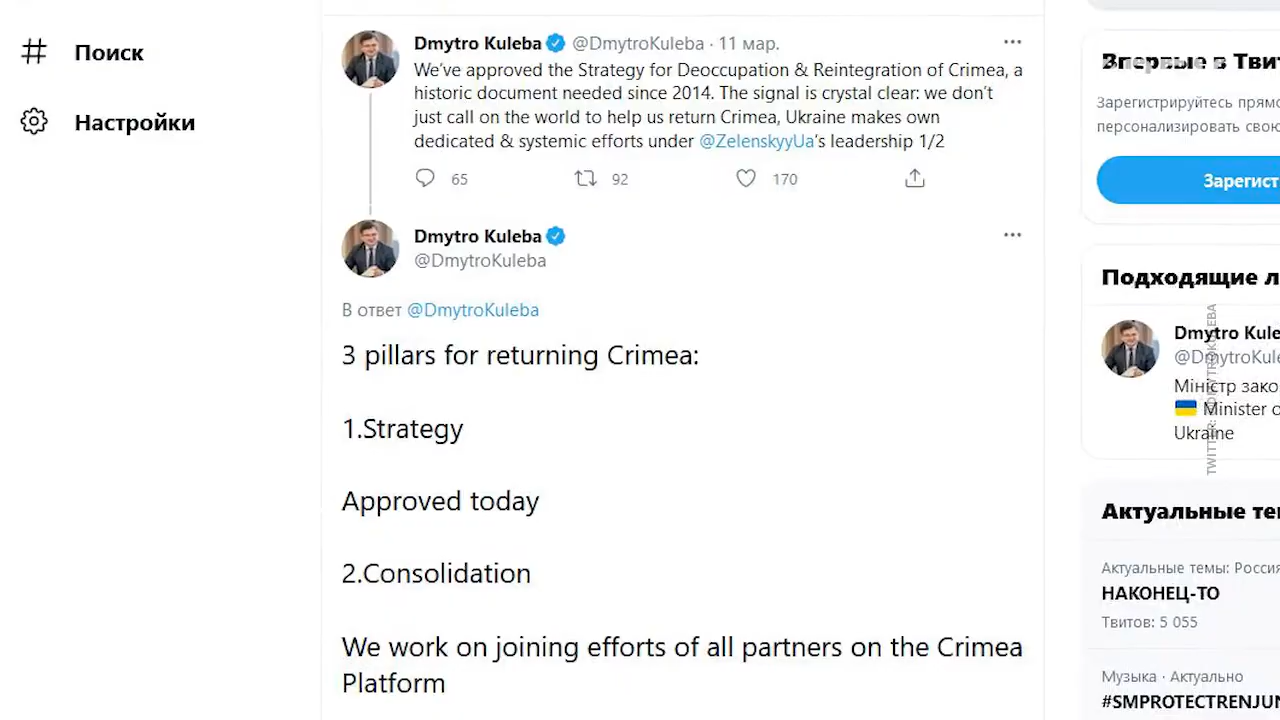 Поиск
Настройки
Dmytro Kuleba @DmytroKuleba · 11 мар.
We've approved the Strategy for Deoccupation & Reintegration of Crimea, a
historic document needed since 2014. The signal is crystal clear: we don't
just call on the world to help us return Crimea, Ukraine makes own
dedicated & systemic efforts under @ZelenskyyUa's leadership 1/2
65 92 170
Dmytro Kuleba
@DmytroKuleba
В ответ @DmytroKuleba
3 pillars for returning Crimea:
1.Strategy
Approved today
2.Consolidation
We work on joining efforts of all partners on the Crimea
Platform
Впервые в Тви
Зарегистрируйтесь прямо
персонализировать свою
Зарегист
Подходящие л
Dmytro Kule
@DmytroKule
Міністр зако
Minister o
Ukraine
TWITTER: @DMYTROKULEBA
Актуальные те
Актуальные темы: Россия
НАКОНЕЦ-ТО
Твитов: 5 055
Музыка · Актуально
#SMPROTECTRENJUN